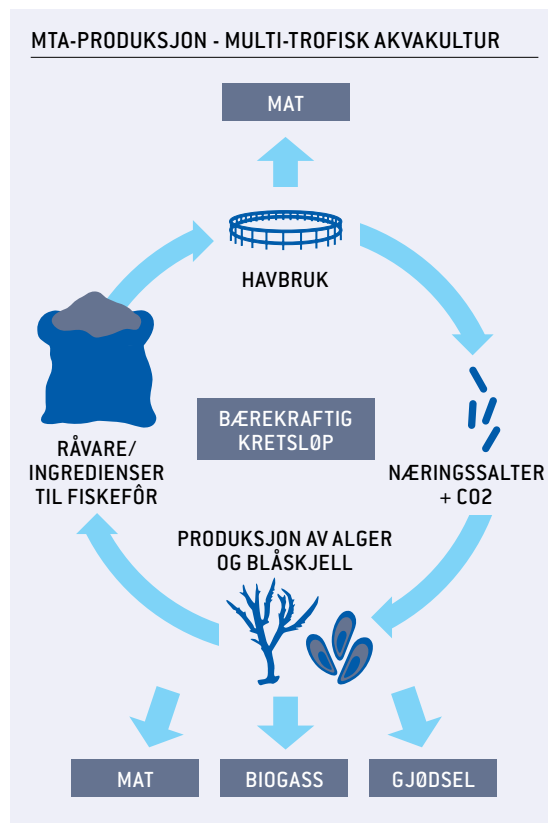 MTA-PRODUKSJON - MULTI-TROFISK AKVAKULTUR
MAT
HAVBRUK
BÆREKRAFTIG
KRETSLØP
RÅVARE/
INGREDIENSER
TIL FISKEFÔR
NÆRINGSSALTER
+ CO2
PRODUKSJON AV ALGER
OG BLÅSKJELL
MAT
BIOGASS
GJØDSEL